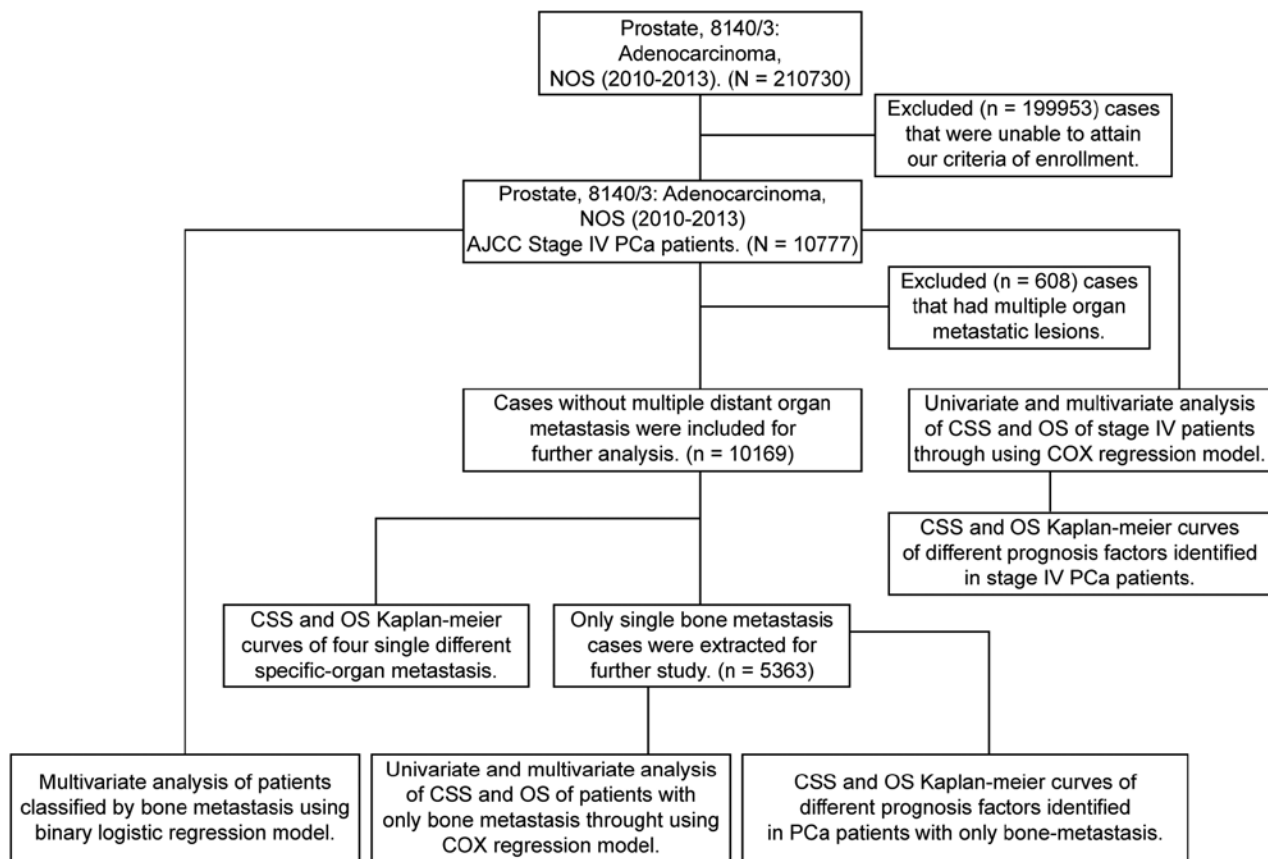 Prostate, 8140/3:
Adenocarcinoma,
NOS (2010-2013). (N = 210730)
Excluded (n = 199953) cases
that were unable to attain
our criteria of enrollment.
Prostate, 8140/3: Adenocarcinoma,
NOS (2010-2013)
AJCC Stage IV PCa patients. (N = 10777)
Excluded (n = 608) cases
that had multiple organ
metastatic lesions.
Cases without multiple distant organ
metastasis were included for
further analysis. (n = 10169)
Univariate and multivariate analysis
of CSS and OS of stage IV patients
through using COX regression model.
CSS and OS Kaplan-meier curves
of different prognosis factors identified
in stage IV PCa patients.
CSS and OS Kaplan-meier
curves of four single different
specific-organ metastasis.
Only single bone metastasis
cases were extracted for
further study. (n = 5363)
Multivariate analysis of patients
classified by bone metastasis using
binary logistic regression model.
Univariate and multivariate analysis
of CSS and OS of patients with
only bone metastasis throught using
COX regression model.
CSS and OS Kaplan-meier curves of
different prognosis factors identified
in PCa patients with only bone-metastasis.